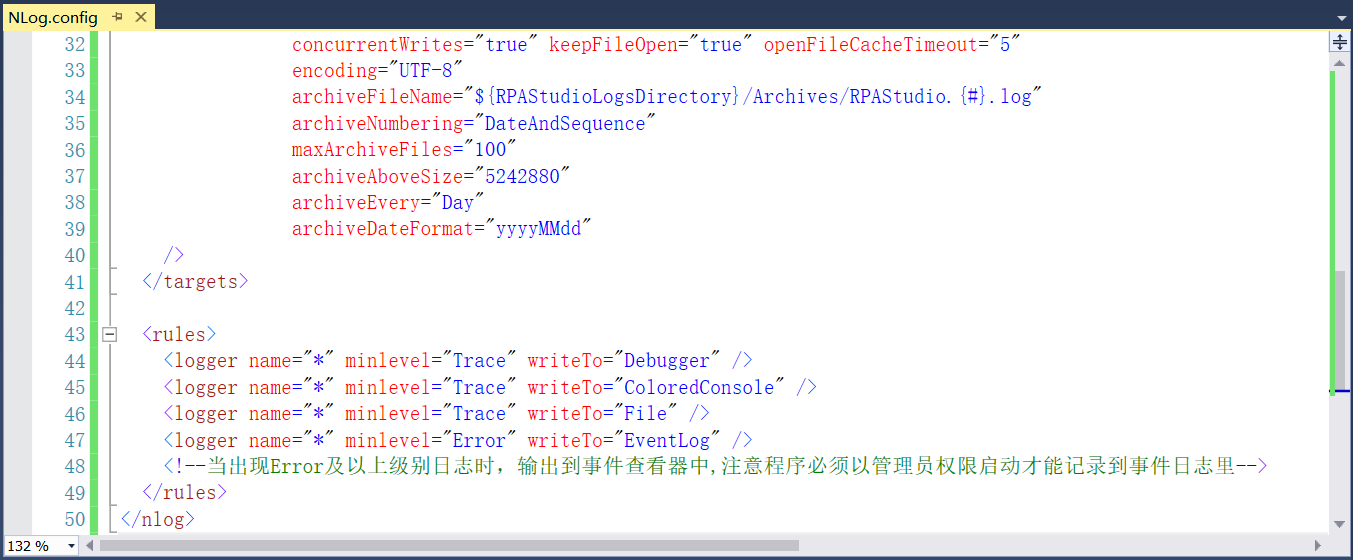 NLog.config
32 concurrentWrites="true" keepFileOpen="true" openFileCacheTimeout="5"
33 encoding="UTF-8"
34 archiveFileName="${RPAStudioLogsDirectory}/Archives/RPAStudio.{#}.log"
35 archiveNumbering="DateAndSequence"
36 maxArchiveFiles="100"
37 archiveAboveSize="5242880"
38 archiveEvery="Day"
39 archiveDateFormat="yyyyMMdd"
40 />
41 </targets>
42
43 <rules>
44 <logger name="*" minlevel="Trace" writeTo="Debugger" />
45 <logger name="*" minlevel="Trace" writeTo="ColoredConsole" />
46 <logger name="*" minlevel="Trace" writeTo="File" />
47 <logger name="*" minlevel="Error" writeTo="EventLog" />
48 <!--当出现Error及以上级别日志时，输出到事件查看器中,注意程序必须以管理员权限启动才能记录到事件日志里-->
49 </rules>
50 </nlog>
132 %